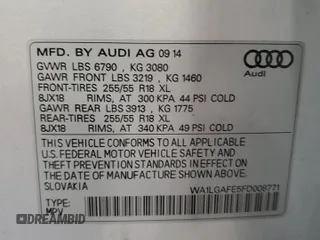 MFD. BY AUDI AG 09 14
GVWR LBS 6790 , KG 3080
GAWR FRONT LBS 3219 , KG 1460
FRONT-TIRES 255/55 R18 XL
8JX18 RIMS, AT 300 KPA 44 PSI COLD
GAWR REAR LBS 3913 , KG 1775
REAR-TIRES 255/55 R18 XL
8JX18 RIMS, AT 340 KPA 49 PSI COLD
Audi
THIS VEHICLE CONFORMS TO ALL APPLICABLE
U.S. FEDERAL MOTOR VEHICLE SAFETY, BUMPER AND
THEFT PREVENTION STANDARDS IN EFFECT ON
THE DATE OF MANUFACTURE SHOWN ABOVE.
SLOVAKIA WA1LGAFE5FD008771
TYPE:
MPV
DREAMBID